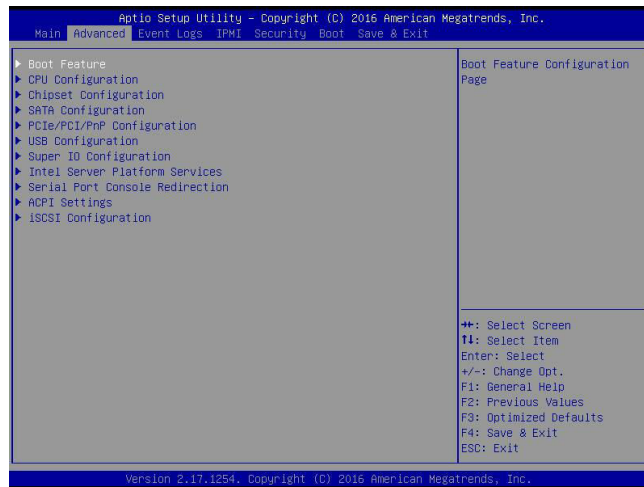 Aptio Setup Utility – Copyright (C) 2016 American Megatrends, Inc.
Main Advanced Event Logs IPMI Security Boot Save & Exit
▶ Boot Feature
▶ CPU Configuration
▶ Chipset Configuration
▶ SATA Configuration
▶ PCIe/PCI/PnP Configuration
▶ USB Configuration
▶ Super IO Configuration
▶ Intel Server Platform Services
▶ Serial Port Console Redirection
▶ ACPI Settings
▶ iSCSI Configuration
Boot Feature Configuration
Page
→←: Select Screen
↑↓: Select Item
Enter: Select
+/-: Change Opt.
F1: General Help
F2: Previous Values
F3: Optimized Defaults
F4: Save & Exit
ESC: Exit
Version 2.17.1254. Copyright (C) 2016 American Megatrends, Inc.